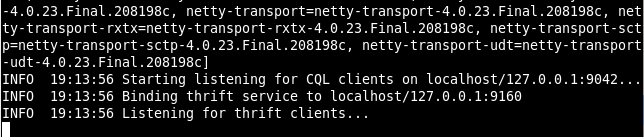 -4.0.23.Final.208198c, netty-transport=netty-transport-4.0.23.Final.208198c, net
ty-transport-rxtx=netty-transport-rxtx-4.0.23.Final.208198c, netty-transport-sct
p=netty-transport-sctp-4.0.23.Final.208198c, netty-transport-udt=netty-transport
-udt-4.0.23.Final.208198c]
INFO  19:13:56 Starting listening for CQL clients on localhost/127.0.0.1:9042...
INFO  19:13:56 Binding thrift service to localhost/127.0.0.1:9160
INFO  19:13:56 Listening for thrift clients...